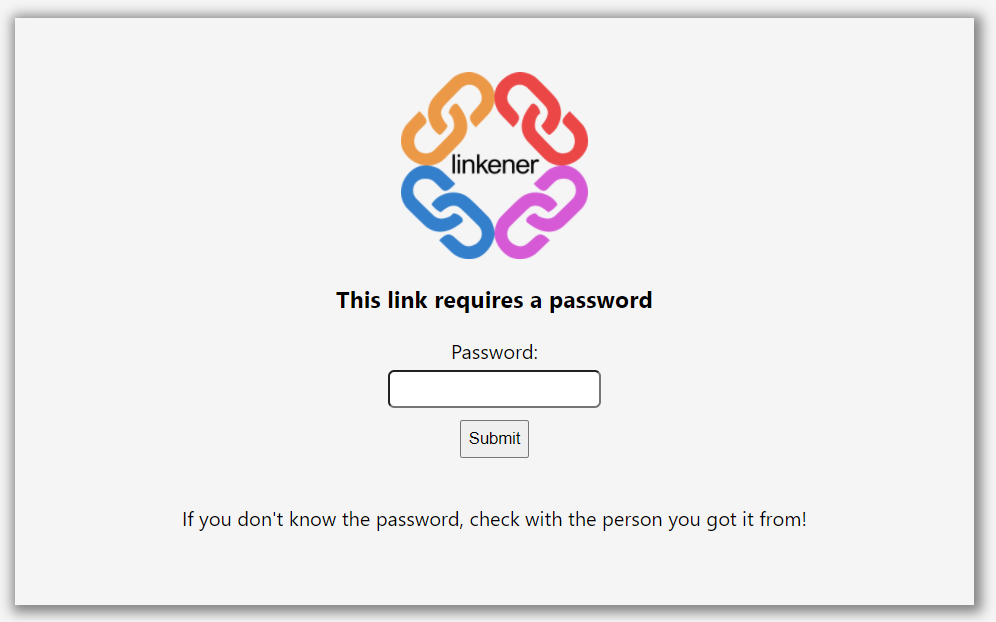 linkener
This link requires a password
Password:
Submit
If you don't know the password, check with the person you got it from!